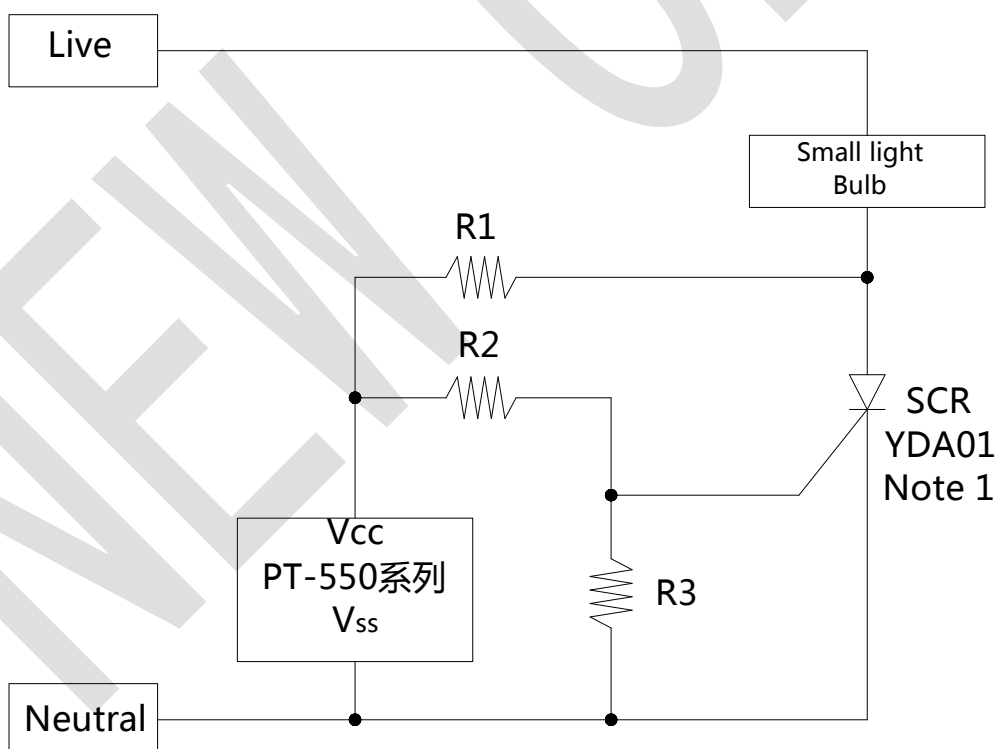 Live
Small light
Bulb
R1
R2
SCR
YDA01
Note 1
Vcc
PT-550系列
Vss
R3
Neutral
NEW